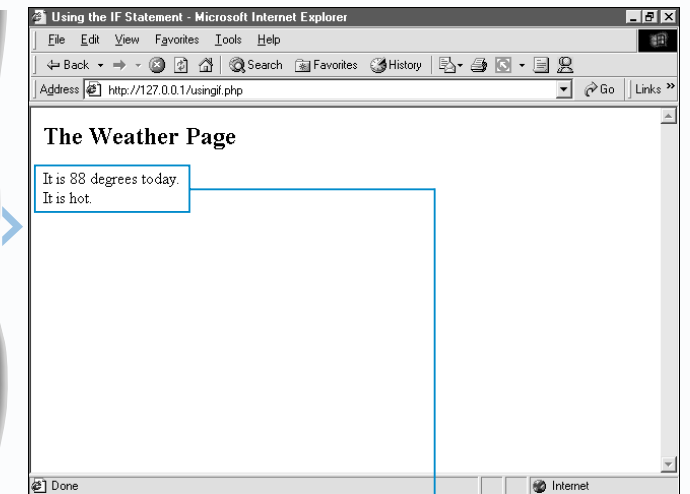 Using the IF Statement - Microsoft Internet Explorer
File Edit View Favorites Tools Help
Back Search Favorites History
Address http://127.0.0.1/usingif.php Go Links »
The Weather Page
It is 88 degrees today.
It is hot.
Done Internet